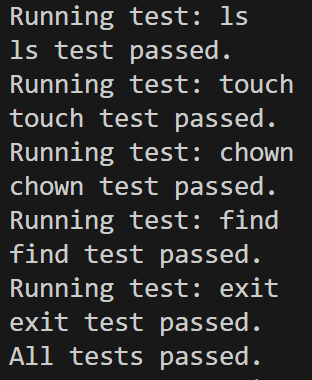 Running test: ls
ls test passed.
Running test: touch
touch test passed.
Running test: chown
chown test passed.
Running test: find
find test passed.
Running test: exit
exit test passed.
All tests passed.